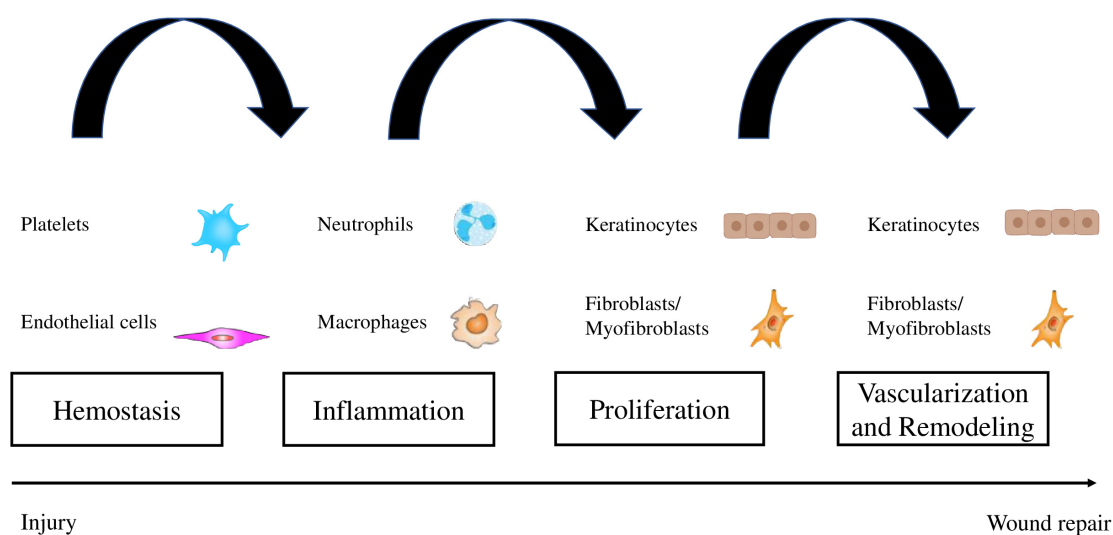 Platelets
Neutrophils
Keratinocytes
Keratinocytes
Endothelial cells
Macrophages
Fibroblasts/
Myofibroblasts
Fibroblasts/
Myofibroblasts
Hemostasis
Inflammation
Proliferation
Vascularization
and Remodeling
Injury
Wound repair